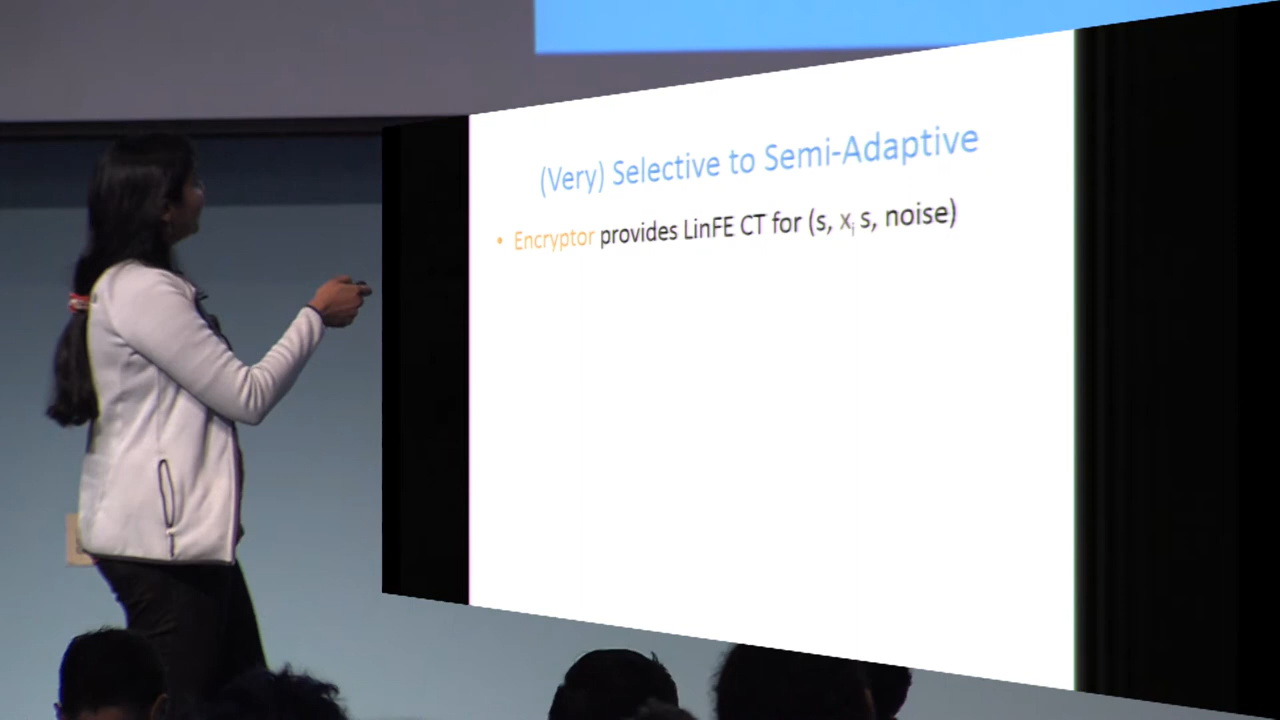 (Very) Selective to Semi-Adaptive
• Encryptor provides LinFE CT for (s, xᵢ s, noise)